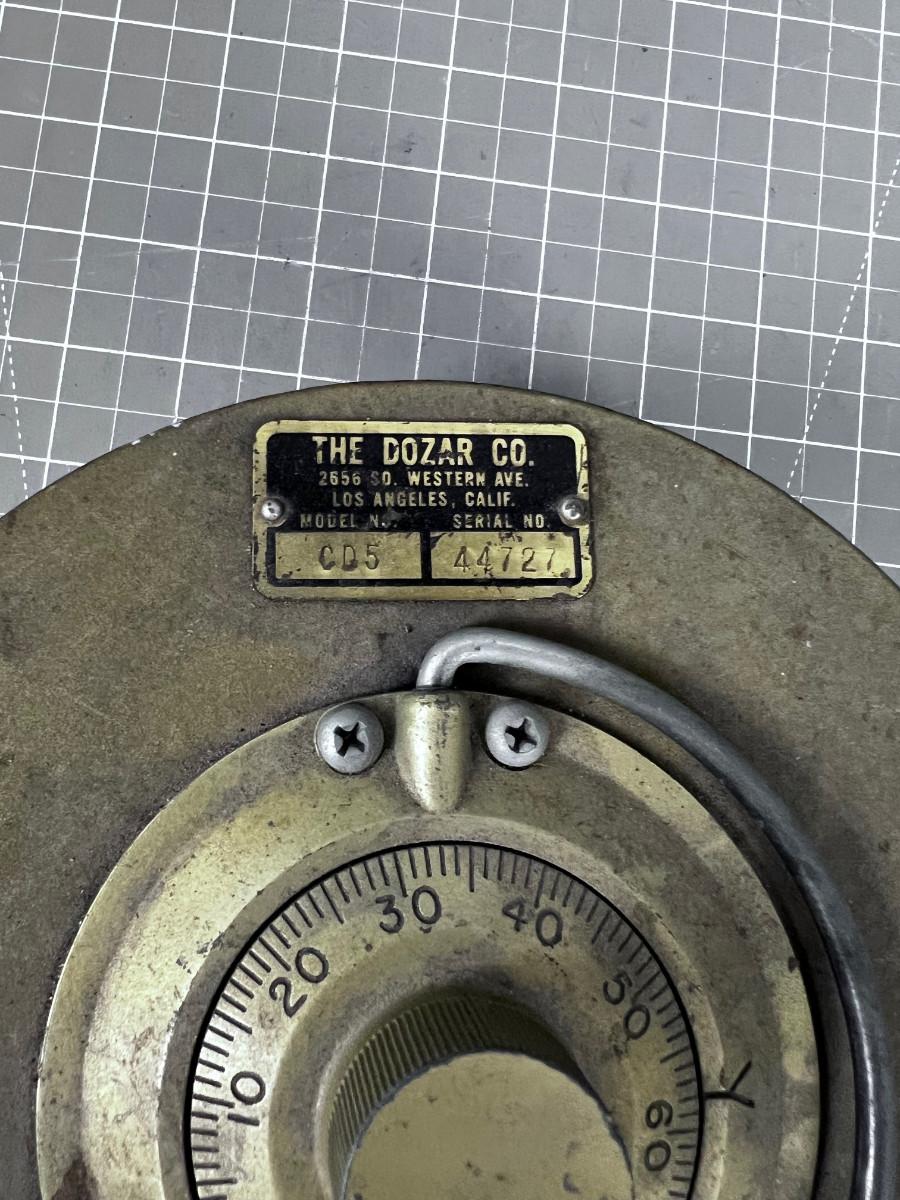 THE DOZAR CO.
2656 SO. WESTERN AVE.
LOS ANGELES, CALIF.
MODEL NO. SERIAL NO.
CD5 44727
10 20 30 40 50 60
Y